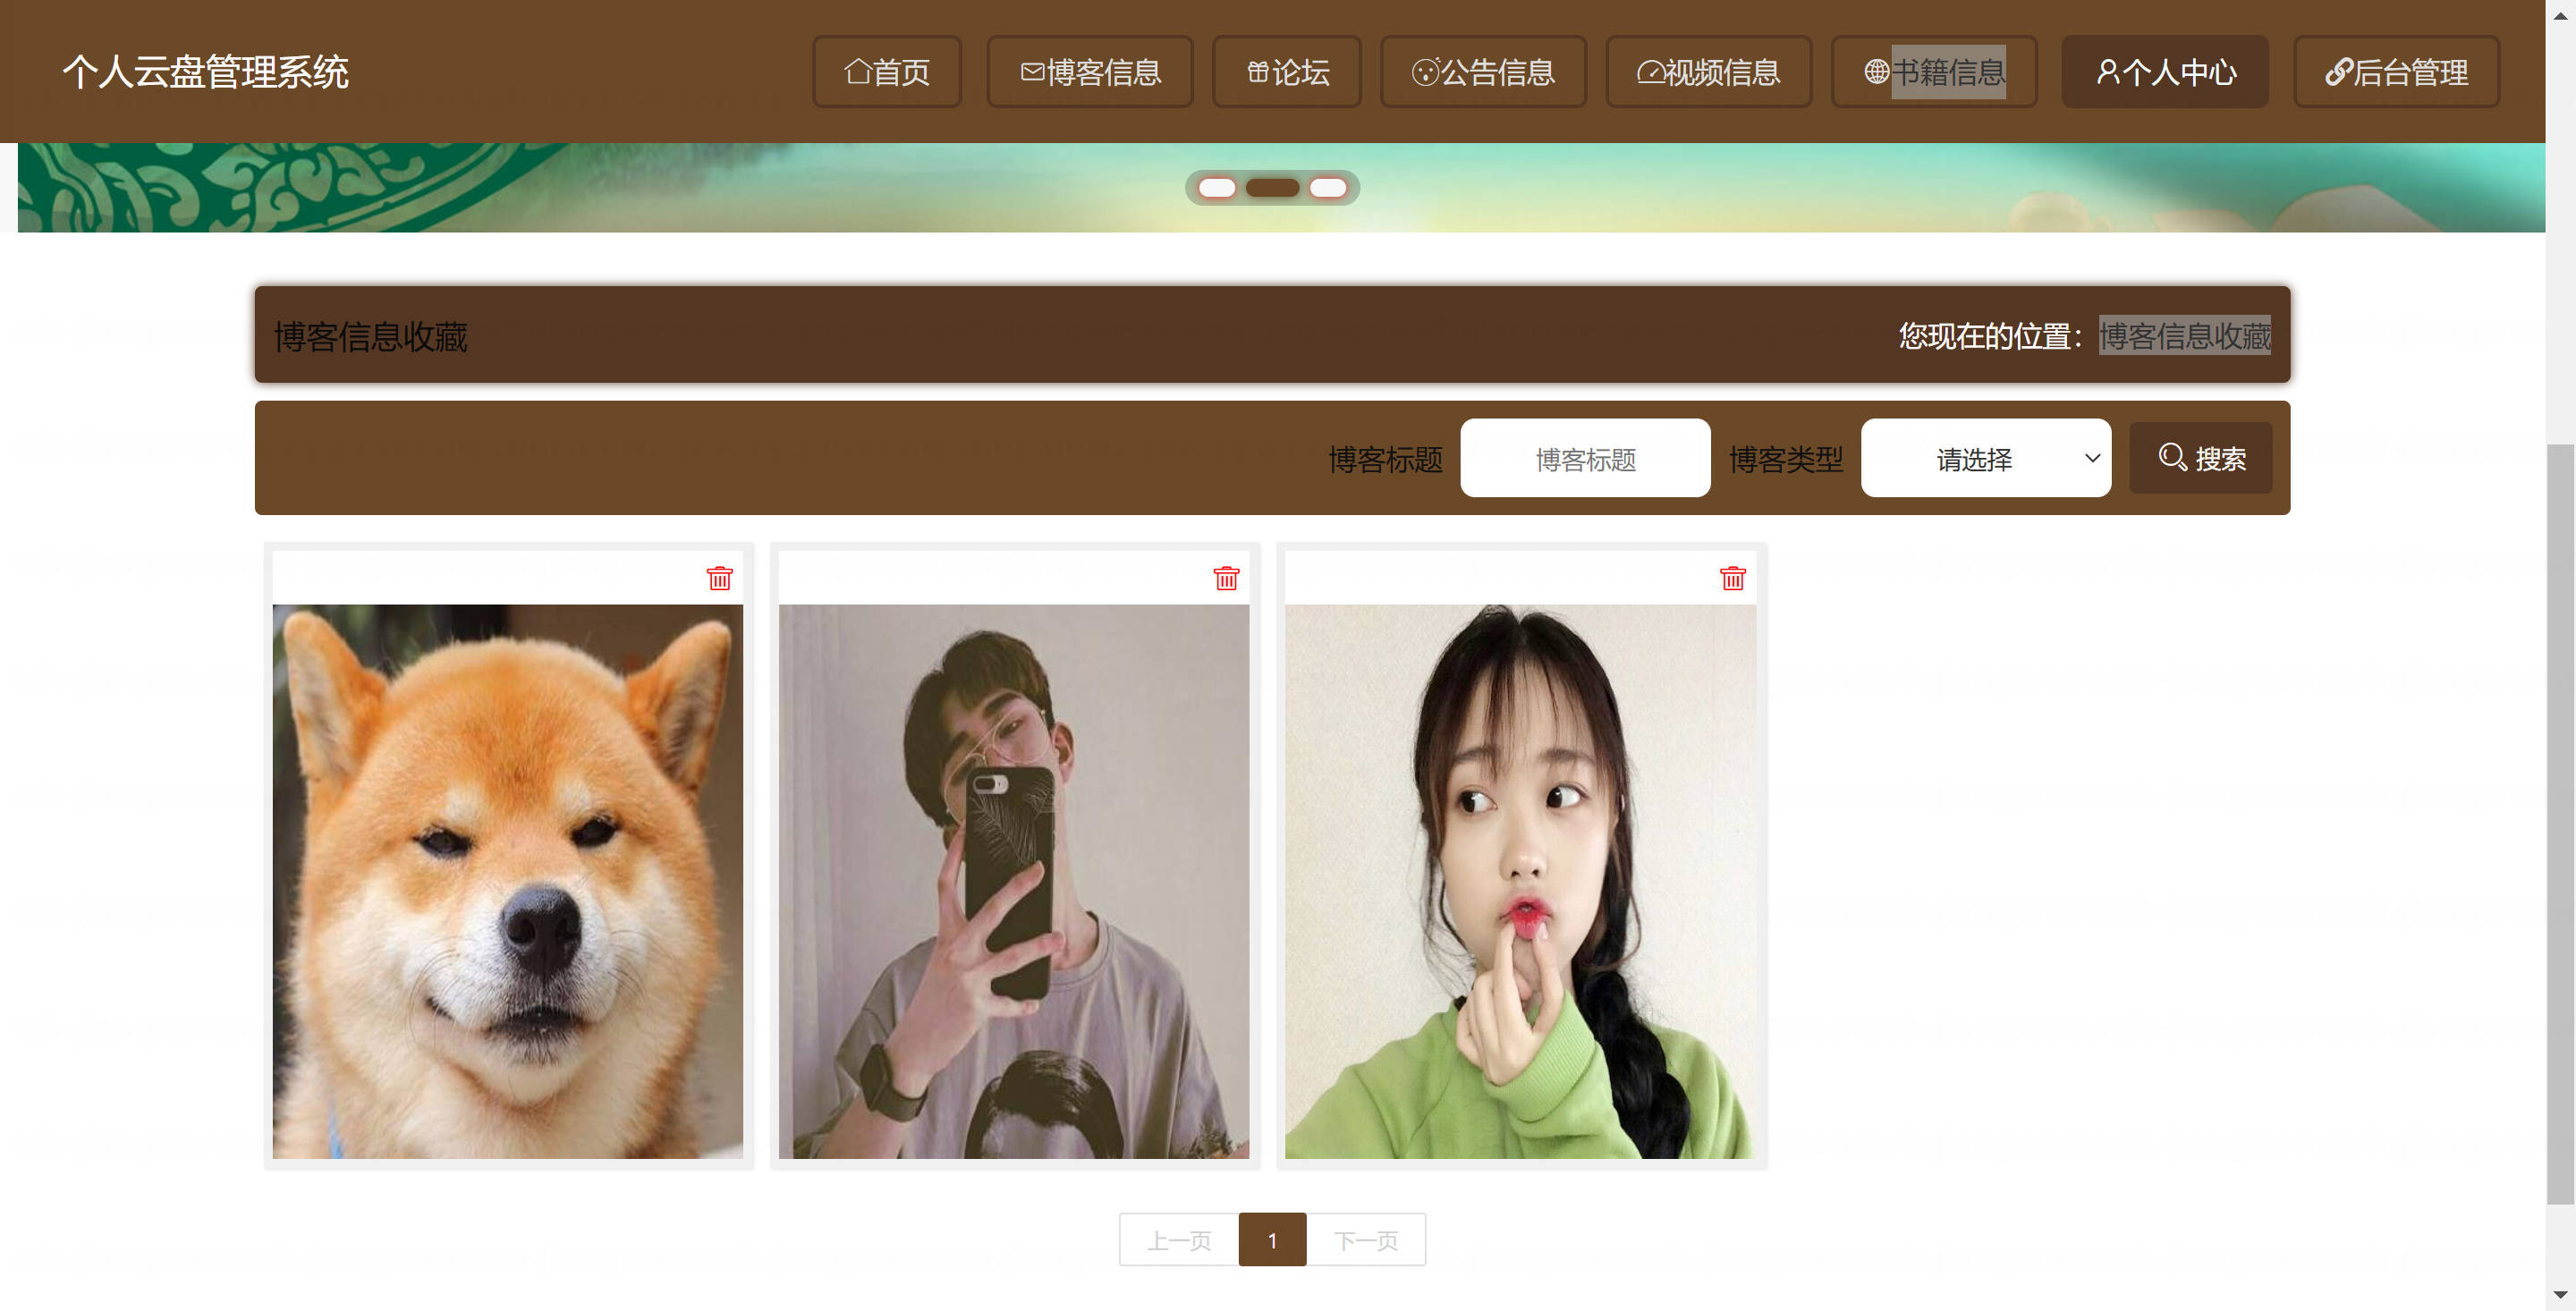 个人云盘管理系统
首页
博客信息
论坛
公告信息
视频信息
书籍信息
个人中心
后台管理
博客信息收藏
您现在的位置：博客信息收藏
博客标题 博客标题 博客类型 请选择 搜索
上一页 1 下一页